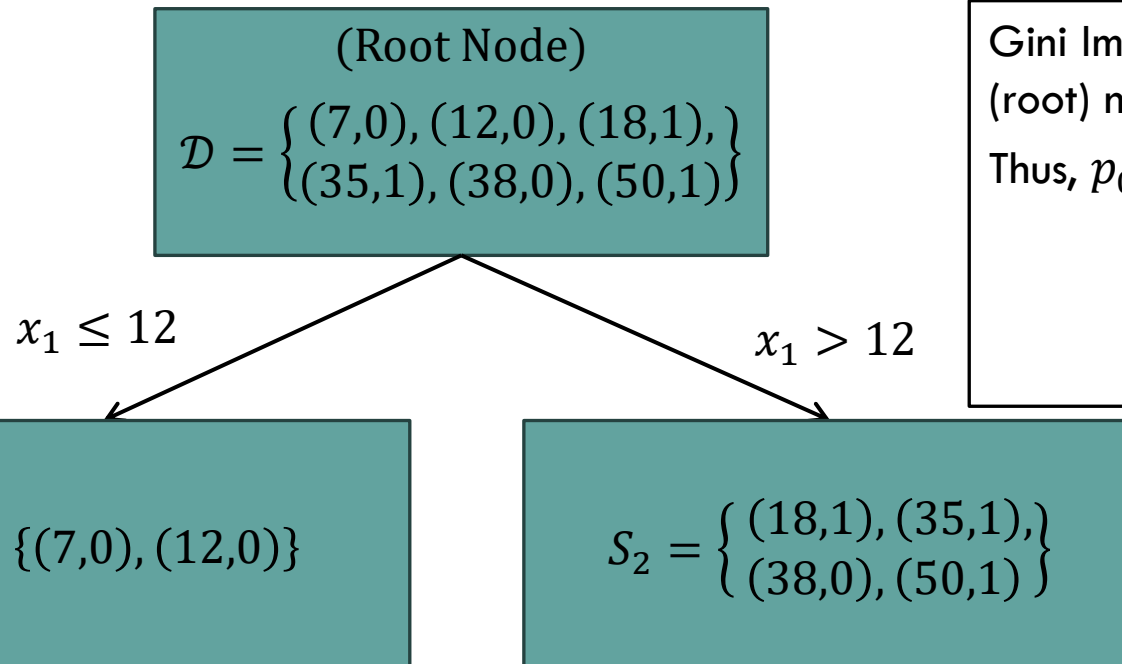 (Root Node)
𝒟 = { (7,0), (12,0), (18,1),
(35,1), (38,0), (50,1) }
x₁ ≤ 12
x₁ > 12
{(7,0), (12,0)}
S₂ = { (18,1), (35,1),
(38,0), (50,1) }
Gini
(root)
Thus,